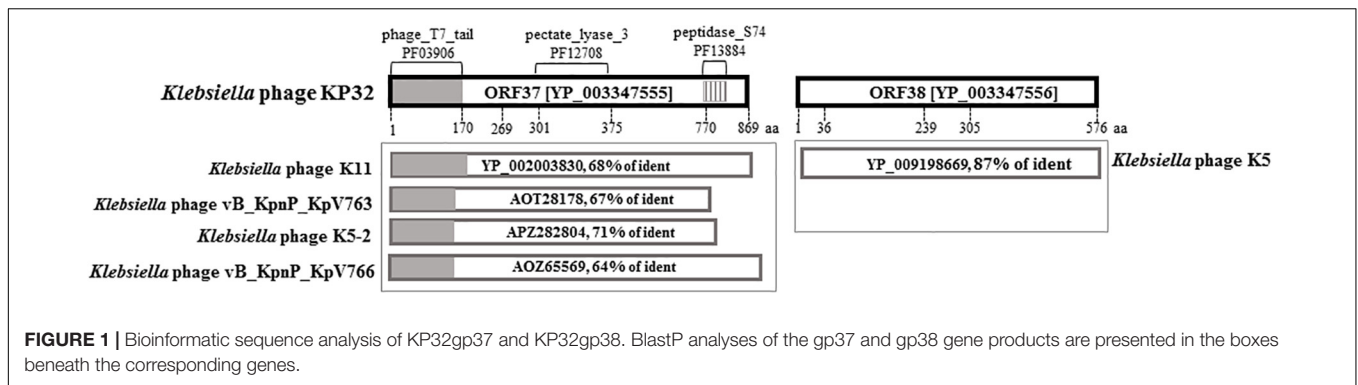 phage_T7_tail pectate_lyase_3 peptidase_S74
PF03906 PF12708 PF13884
Klebsiella phage KP32 ORF37 [YP_003347555] ORF38 [YP_003347556]
1 170 269 301 375 770 869 aa 1 36 239 305 576 aa
Klebsiella phage K11 YP_002003830, 68% of ident YP_009198669, 87% of ident Klebsiella phage K5
Klebsiella phage vB_KpnP_KpV763 AOT28178, 67% of ident
Klebsiella phage K5-2 APZ282804, 71% of ident
Klebsiella phage vB_KpnP_KpV766 AOZ65569, 64% of ident
FIGURE 1 | Bioinformatic sequence analysis of KP32gp37 and KP32gp38. BlastP analyses of the gp37 and gp38 gene products are presented in the boxes
beneath the corresponding genes.